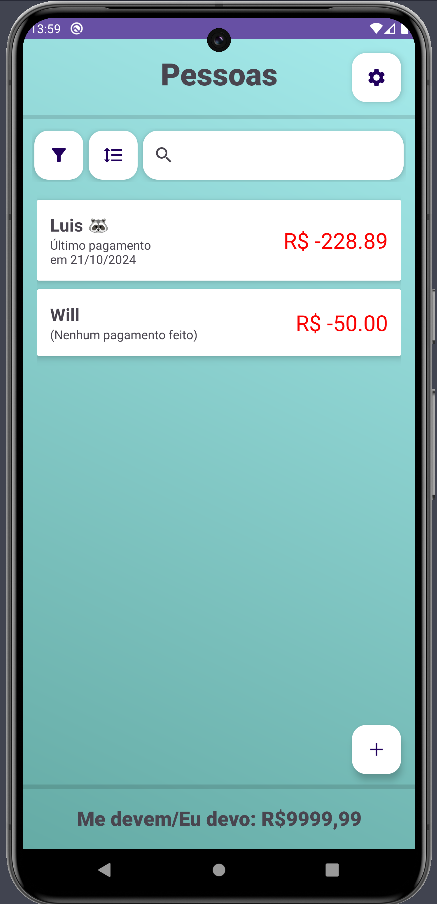 13:59
Pessoas
Luis 🦝
Último pagamento
em 21/10/2024
R$ -228.89
Will
(Nenhum pagamento feito)
R$ -50.00
Me devem/Eu devo: R$9999,99